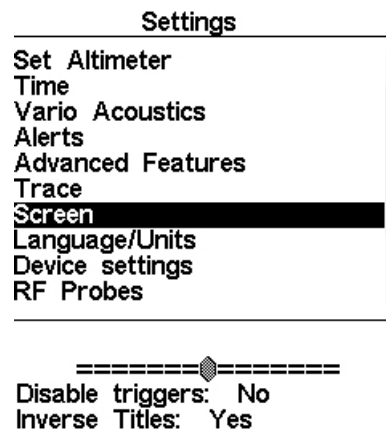 Settings
Set Altimeter
Time
Vario Acoustics
Alerts
Advanced Features
Trace
Screen
Language/Units
Device settings
RF Probes
Disable triggers: No
Inverse Titles: Yes